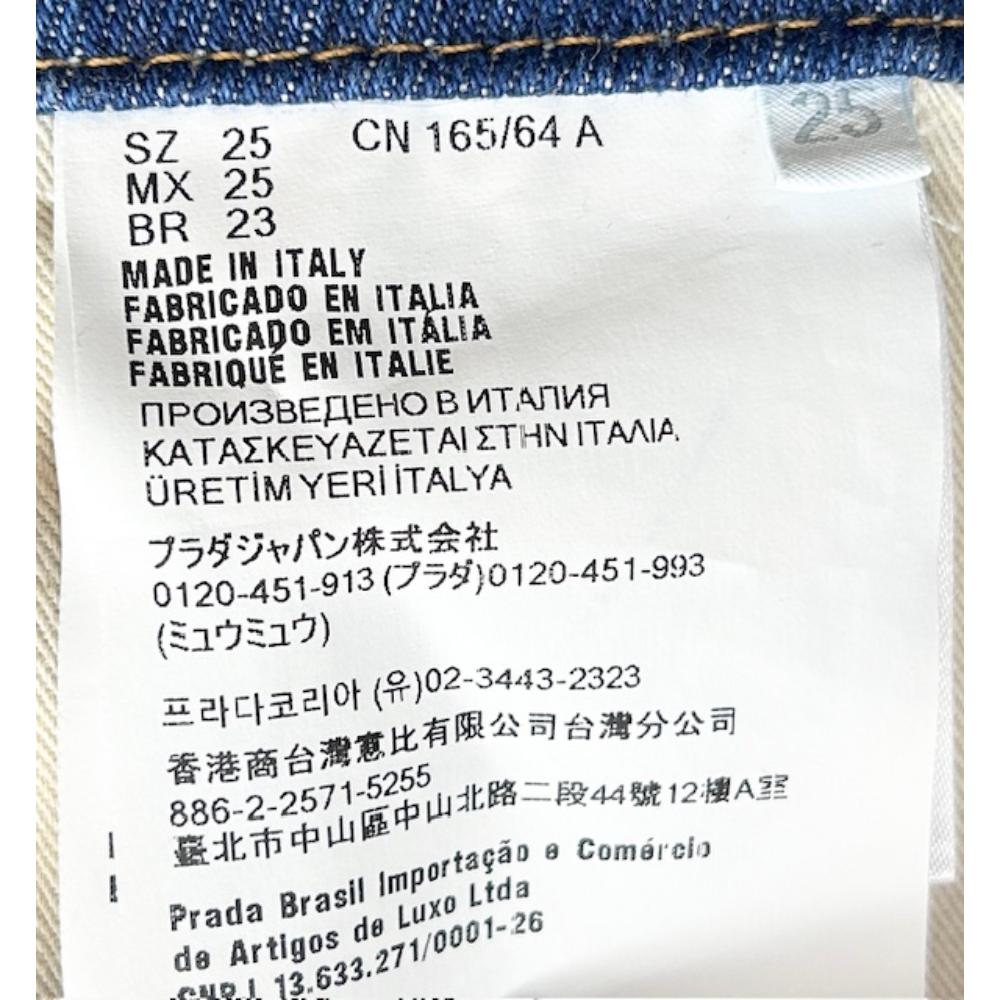 SZ 25 CN 165/64 A
25
MX 25
BR 23
MADE IN ITALY
FABRICADO EN ITALIA
FABRICADO EM ITÁLIA
FABRIQUÉ EN ITALIE
ПРОИЗВЕДЕНО В ИТАЛИЯ
ΚΑΤΑΣΚΕΥΑΖΕΤΑΙ ΣΤΗΝ ΙΤΑΛΙΑ
ÜRETİM YERİ İTALYA
プラダジャパン株式会社
0120-451-913 (プラダ)0120-451-993
(ミュウミュウ)
프라다코리아 (유)02-3443-2323
香港商台灣意比有限公司台灣分公司
886-2-2571-5255
臺北市中山區中山北路二段44號12樓A室
Prada Brasil Importação e Comércio
de Artigos de Luxo Ltda
CNPJ 13.633.271/0001-26